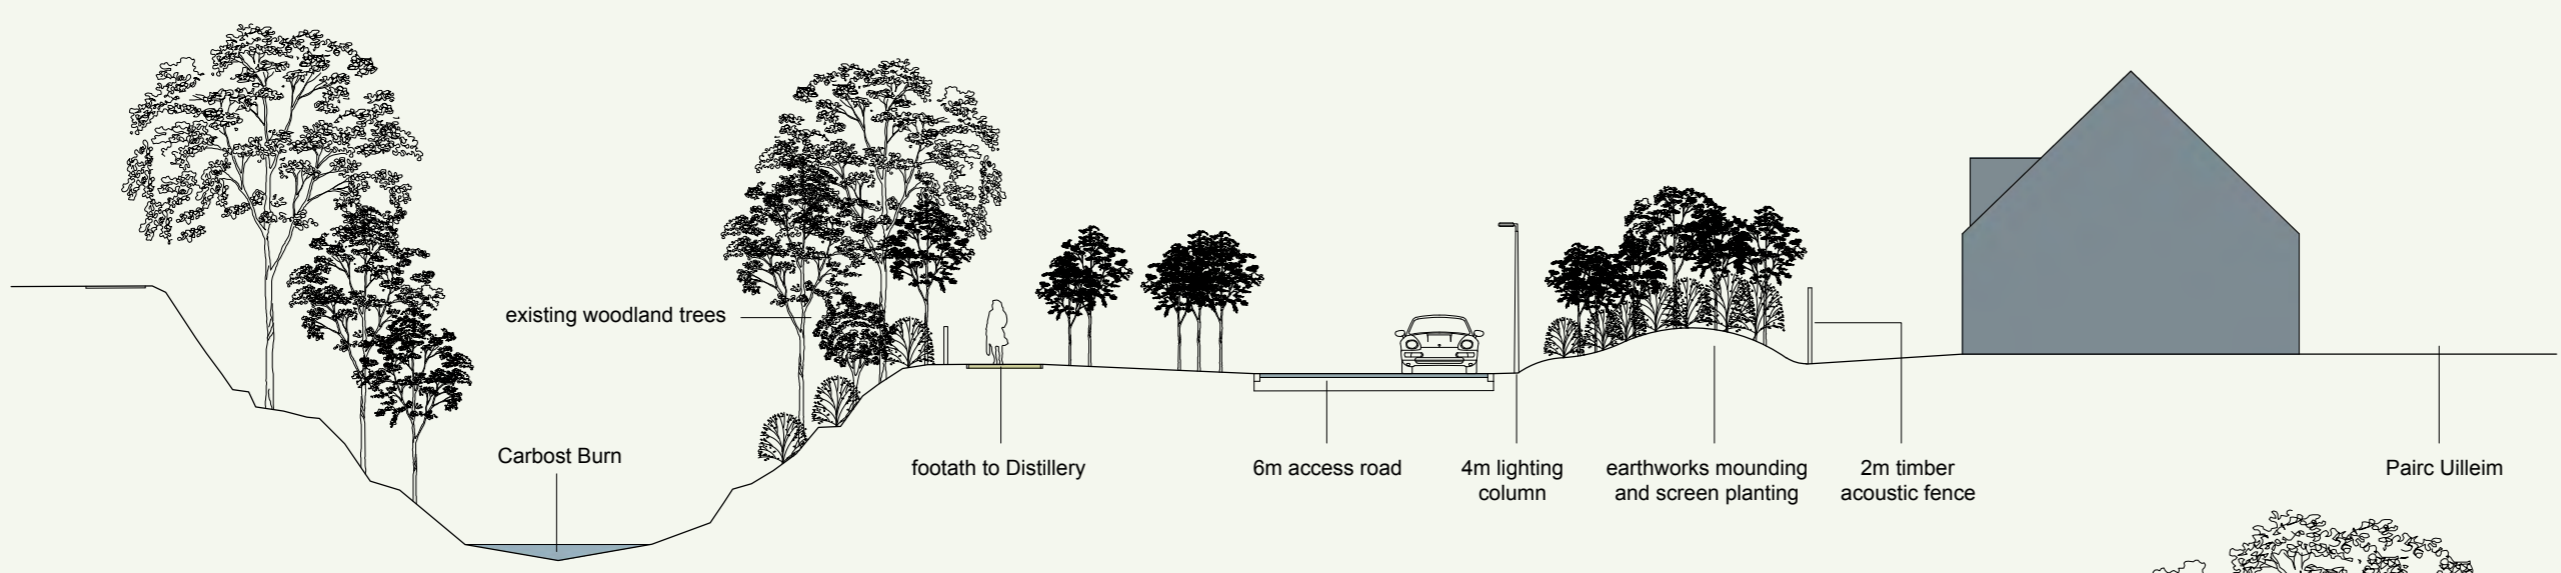 existing woodland trees
Carbost Burn
footath to Distillery
6m access road
4m lighting
column
earthworks mounding
and screen planting
2m timber
acoustic fence
Pairc Uilleim